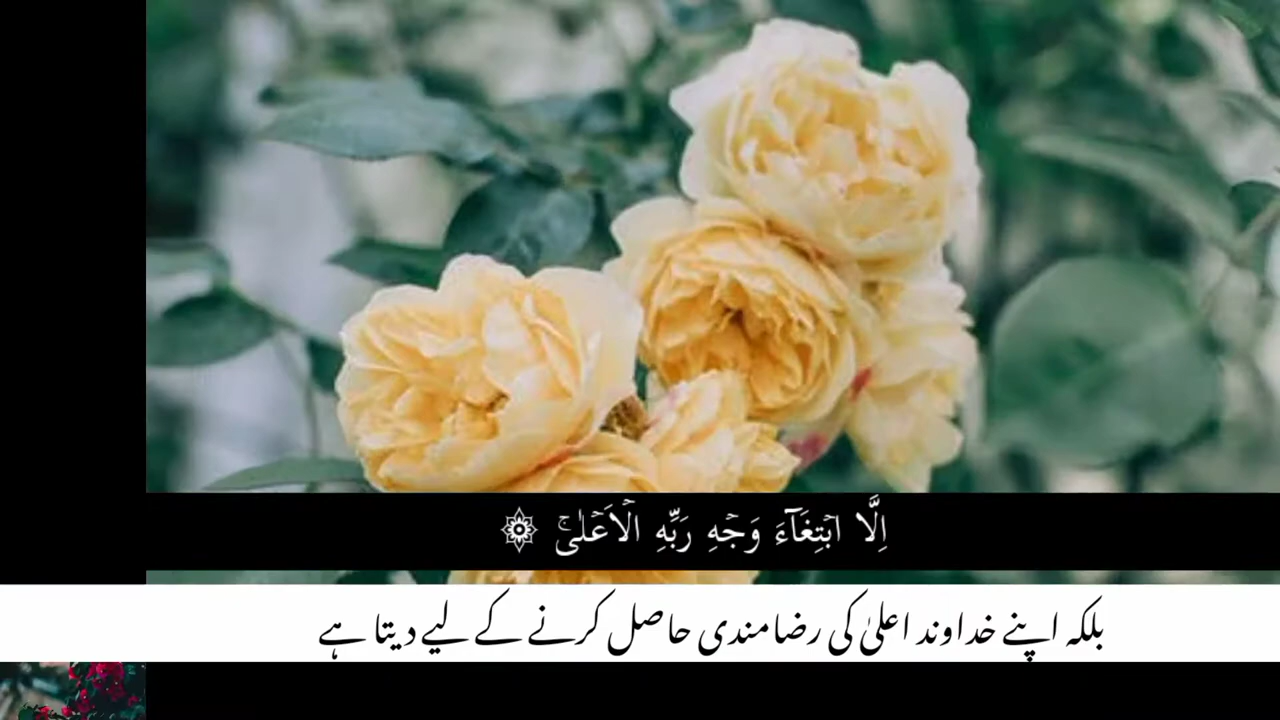 اِلَّا ابۡتِغَآءَ وَجۡهِ رَبِّهِ الۡاَعۡلٰى​ۚ‏ ۞
بلکہ اپنے خداوند اعلیٰ کی رضامندی حاصل کرنے کے لیے دیتا ہے